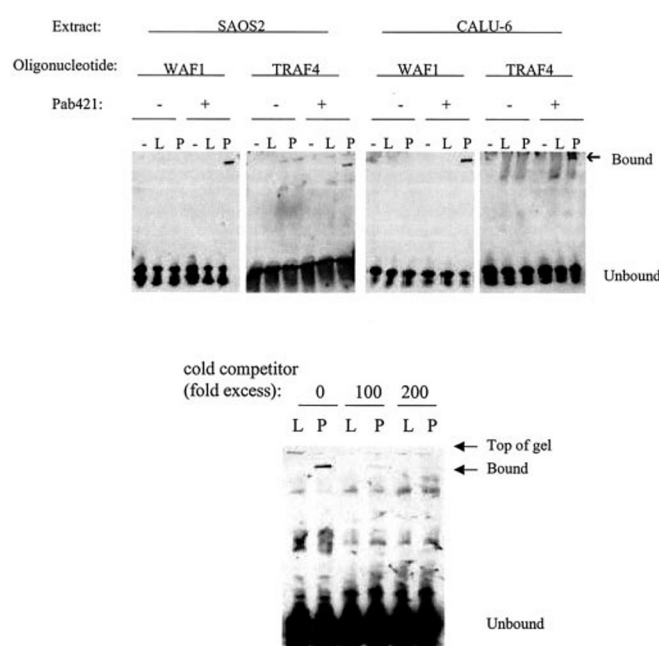 Extract: SAOS2 CALU-6
Oligonucleotide: WAF1 TRAF4 WAF1 TRAF4
Pab421: - + - + - + - +
- L P - L P - L P - L P - L P - L P - L P - L P
Bound
Unbound
cold competitor
(fold excess): 0 100 200
L P L P L P
Top of gel
Bound
Unbound